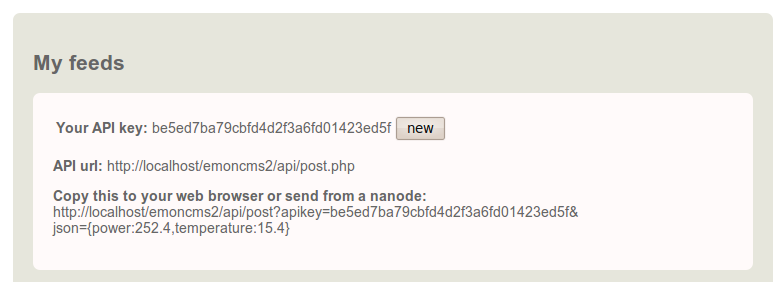 My feeds
Your API key: be5ed7ba79cbfd4d2f3a6fd01423ed5f new
API url: http://localhost/emoncms2/api/post.php
Copy this to your web browser or send from a nanode:
http://localhost/emoncms2/api/post?apikey=be5ed7ba79cbfd4d2f3a6fd01423ed5f&
json={power:252.4,temperature:15.4}